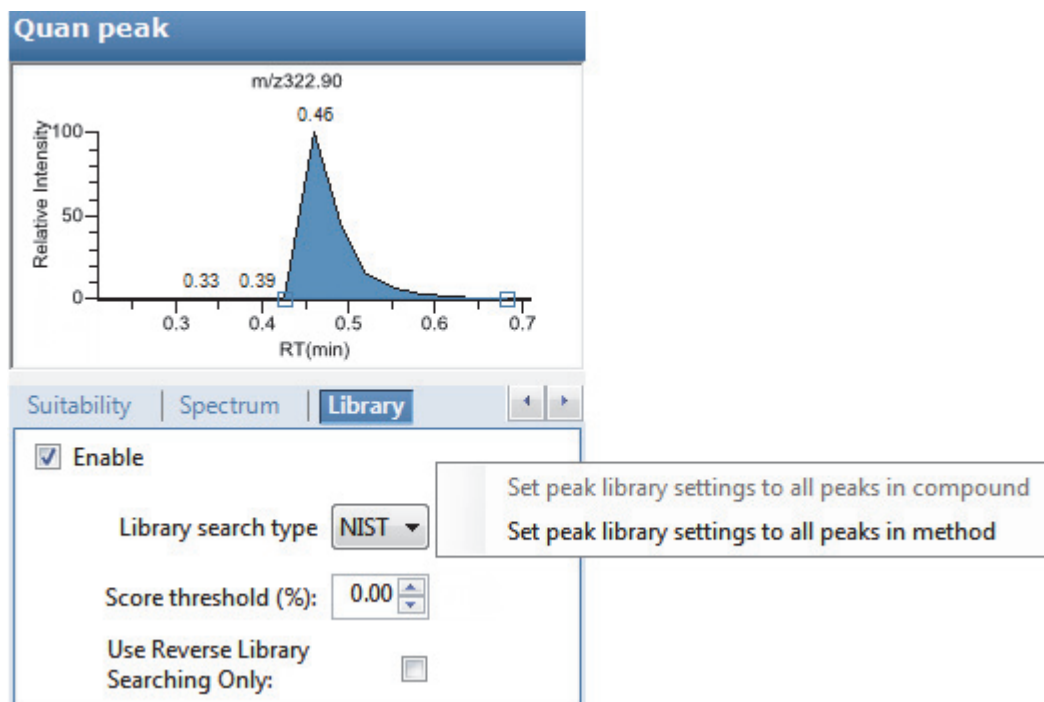 Quan peak
m/z322.90
0.46
Relative Intensity
100
50
0
0.33 0.39
0.3 0.4 0.5 0.6 0.7
RT(min)
Suitability Spectrum Library
Enable
Set peak library settings to all peaks in compound
Library search type NIST
Set peak library settings to all peaks in method
Score threshold (%): 0.00
Use Reverse Library
Searching Only: